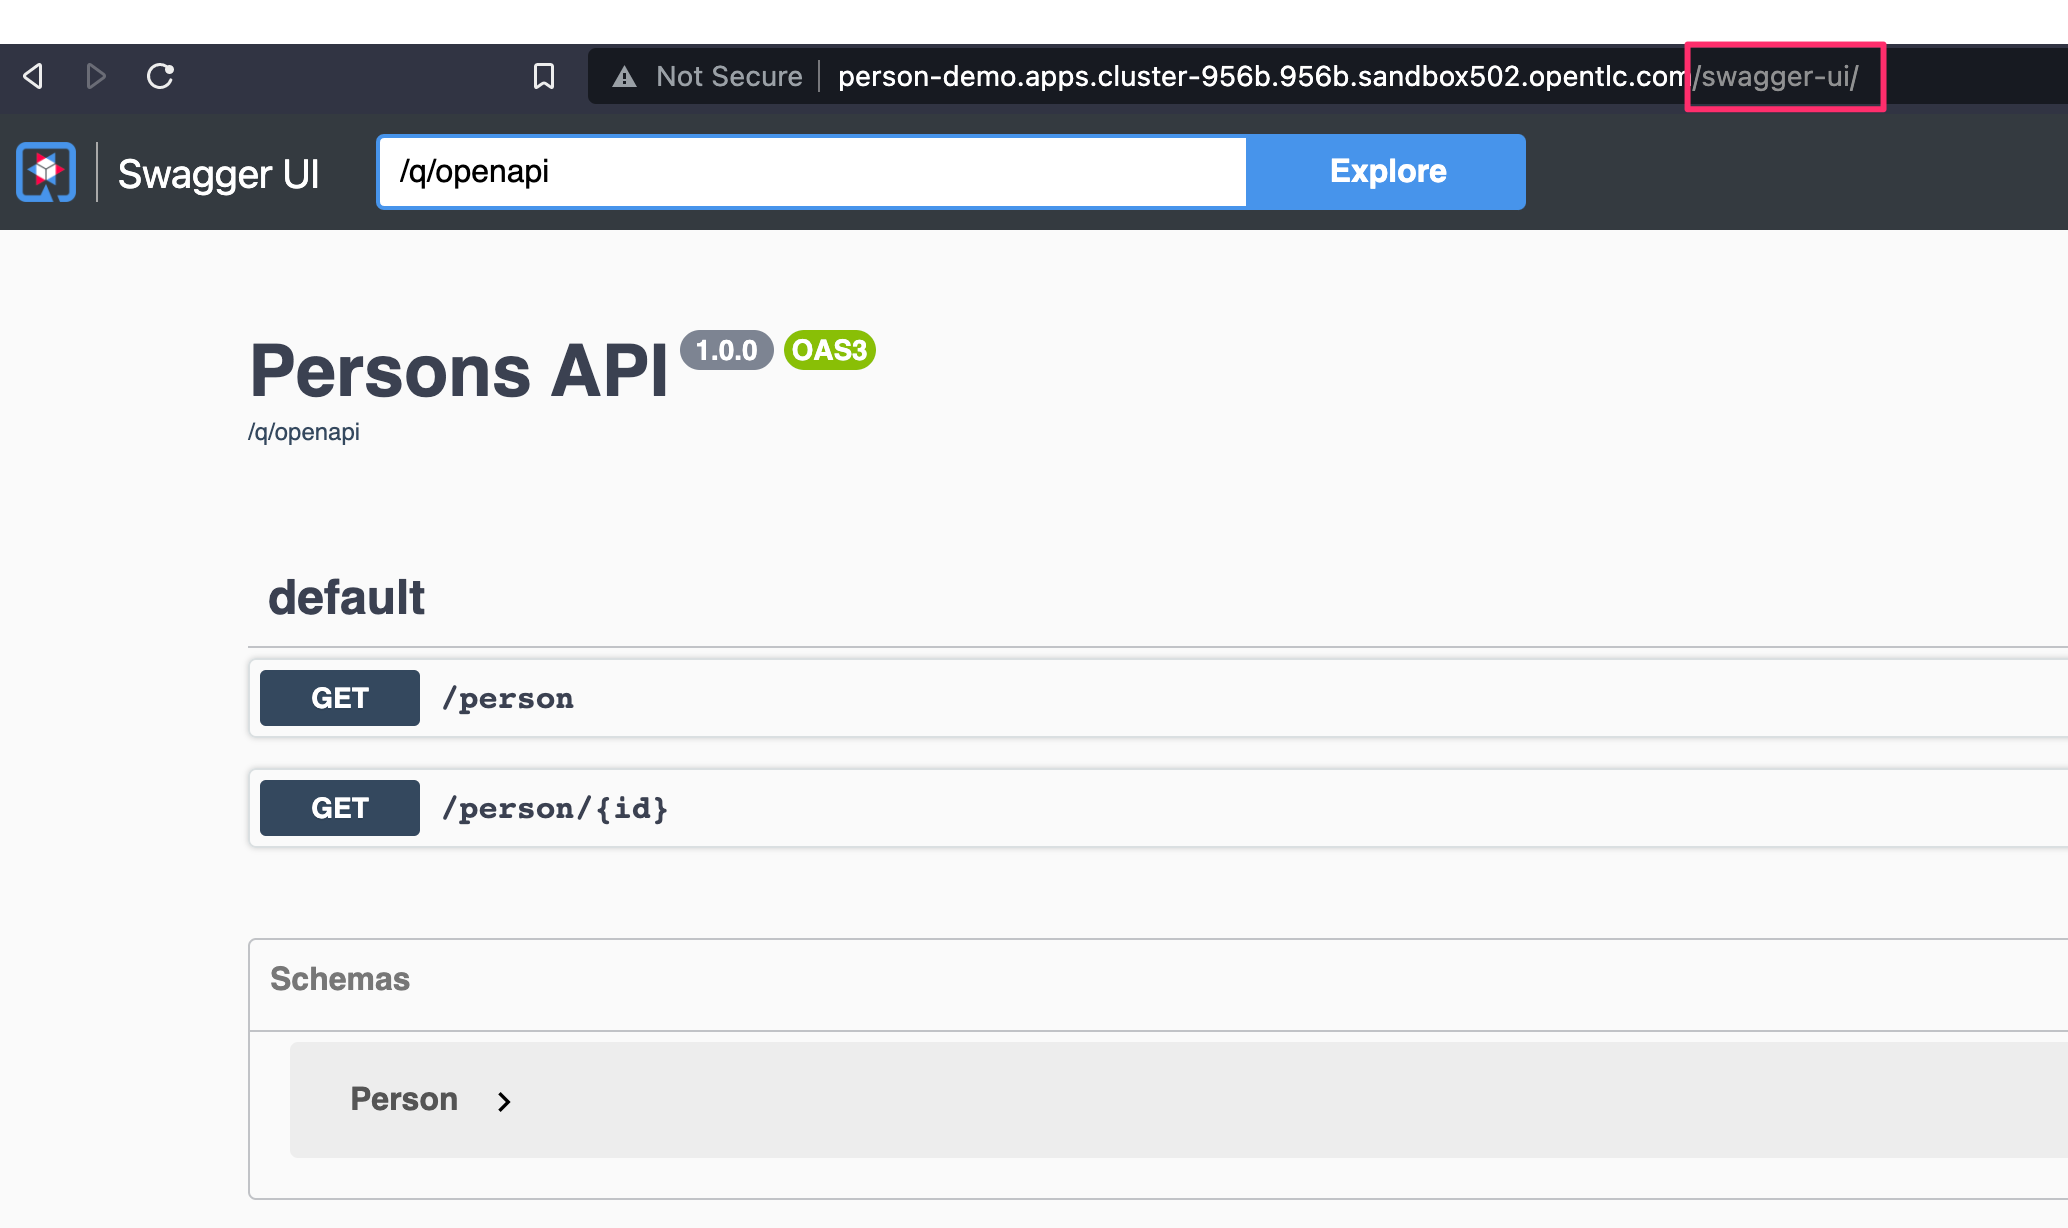 Not Secure person-demo.apps.cluster-956b.956b.sandbox502.opentlc.com/swagger-ui/
Swagger UI /q/openapi Explore
Persons API 1.0.0 OAS3
/q/openapi
default
GET /person
GET /person/{id}
Schemas
Person